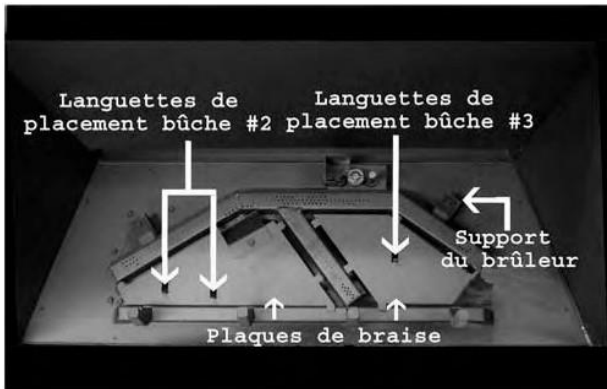 Languettes de
placement bûche #2
Languettes de
placement bûche #3
Support
du brûleur
Plaques de braise